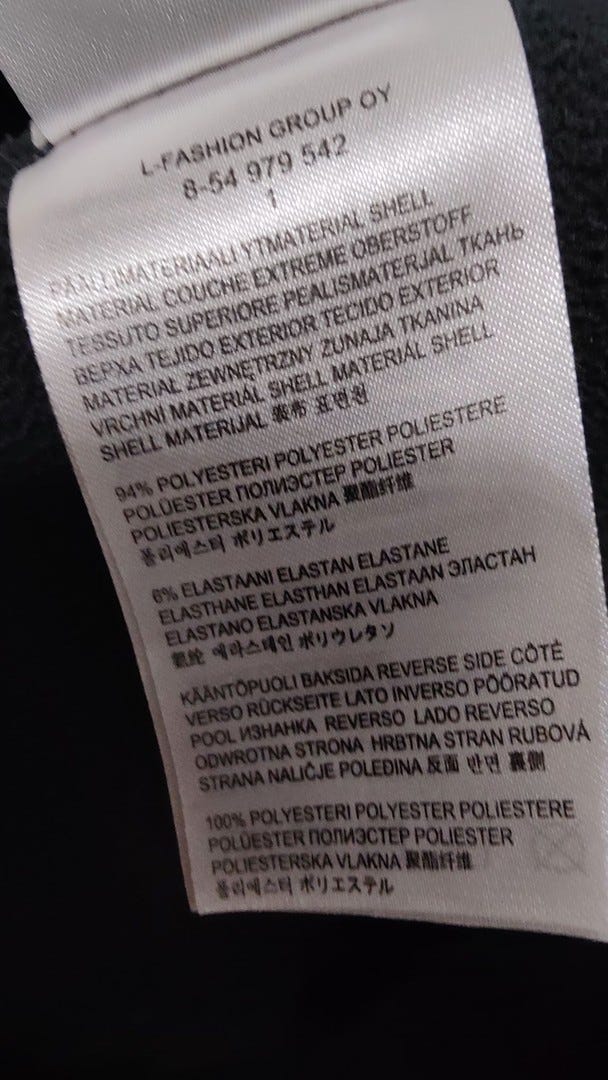 L-FASHION GROUP OY
8-54 979 542
1
PÄÄLLIMATERIAALI YTMATERIAL SHELL
MATERIAL COUCHE EXTREME OBERSTOFF
TESSUTO SUPERIORE PEALISMATERJAL ТКАНЬ
ВЕРХА TEJIDO EXTERIOR TECIDO EXTERIOR
MATERIAŁ ZEWNĘTRZNY ZUNAJA TKANINA
VRCHNÍ MATERIÁL SHELL MATERIAL SHELL
SHELL MATERIJAL 表布 표면천
94% POLYESTERI POLYESTER POLIESTERE
POLÜESTER ПОЛИЭСТЕР POLIESTER
POLIESTERSKA VLAKNA 聚酯纤维
폴리에스터 ポリエステル
6% ELASTAANI ELASTAN ELASTANE
ELASTHANE ELASTHAN ELASTAAN ЭЛАСТАН
ELASTANO ELASTANSKA VLAKNA
에라스테인 ポリウレタン
KÄÄNTÖPUOLI BAKSIDA REVERSE SIDE CÔTÉ
VERSO RÜCKSEITE LATO INVERSO PÖÖRATUD
POOL ИЗНАНКА REVERSO LADO REVERSO
ODWROTNA STRONA HRBTNA STRAN RUBOVÁ
STRANA NALIČJE POLEĐINA 反面 반면 裏側
100% POLYESTERI POLYESTER POLIESTERE
POLÜESTER ПОЛИЭСТЕР POLIESTER
POLIESTERSKA VLAKNA 聚酯纤维
폴리에스터 ポリエステル